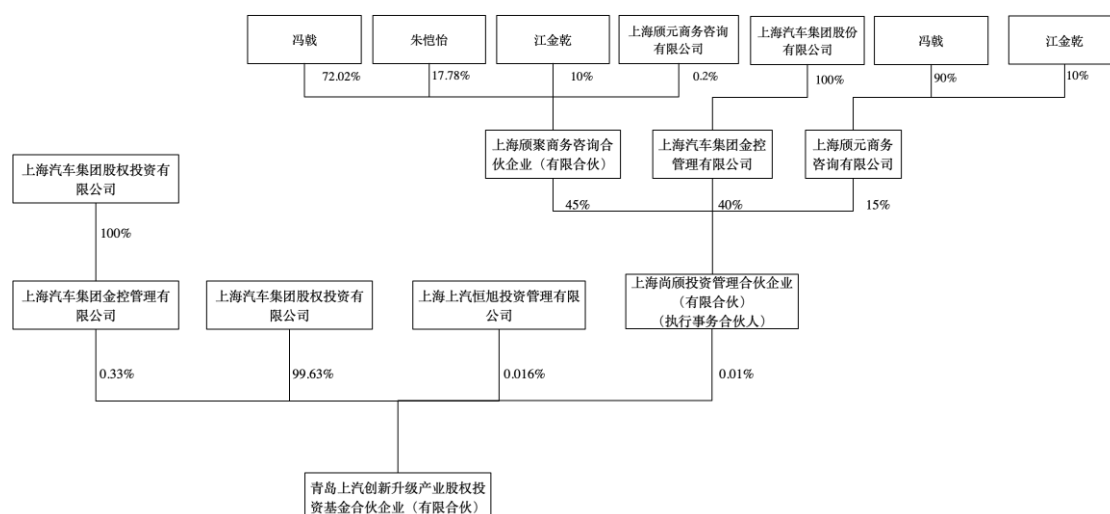 冯戟
朱恺怡
江金乾
上海颀元商务咨询
有限公司
上海汽车集团股份
有限公司
冯戟
江金乾
72.02%
17.78%
10%
0.2%
100%
90%
10%
上海颀聚商务咨询合
伙企业（有限合伙）
上海汽车集团金控
管理有限公司
上海颀元商务
咨询有限公司
上海汽车集团股权投资有
限公司
45%
40%
15%
100%
上海汽车集团金控管理有
限公司
上海汽车集团股权投资有
限公司
上海上汽恒旭投资管理有限
公司
上海尚颀投资管理合伙企业
（有限合伙）
（执行事务合伙人）
0.33%
99.63%
0.016%
0.01%
青岛上汽创新升级产业股权投
资基金合伙企业（有限合伙）